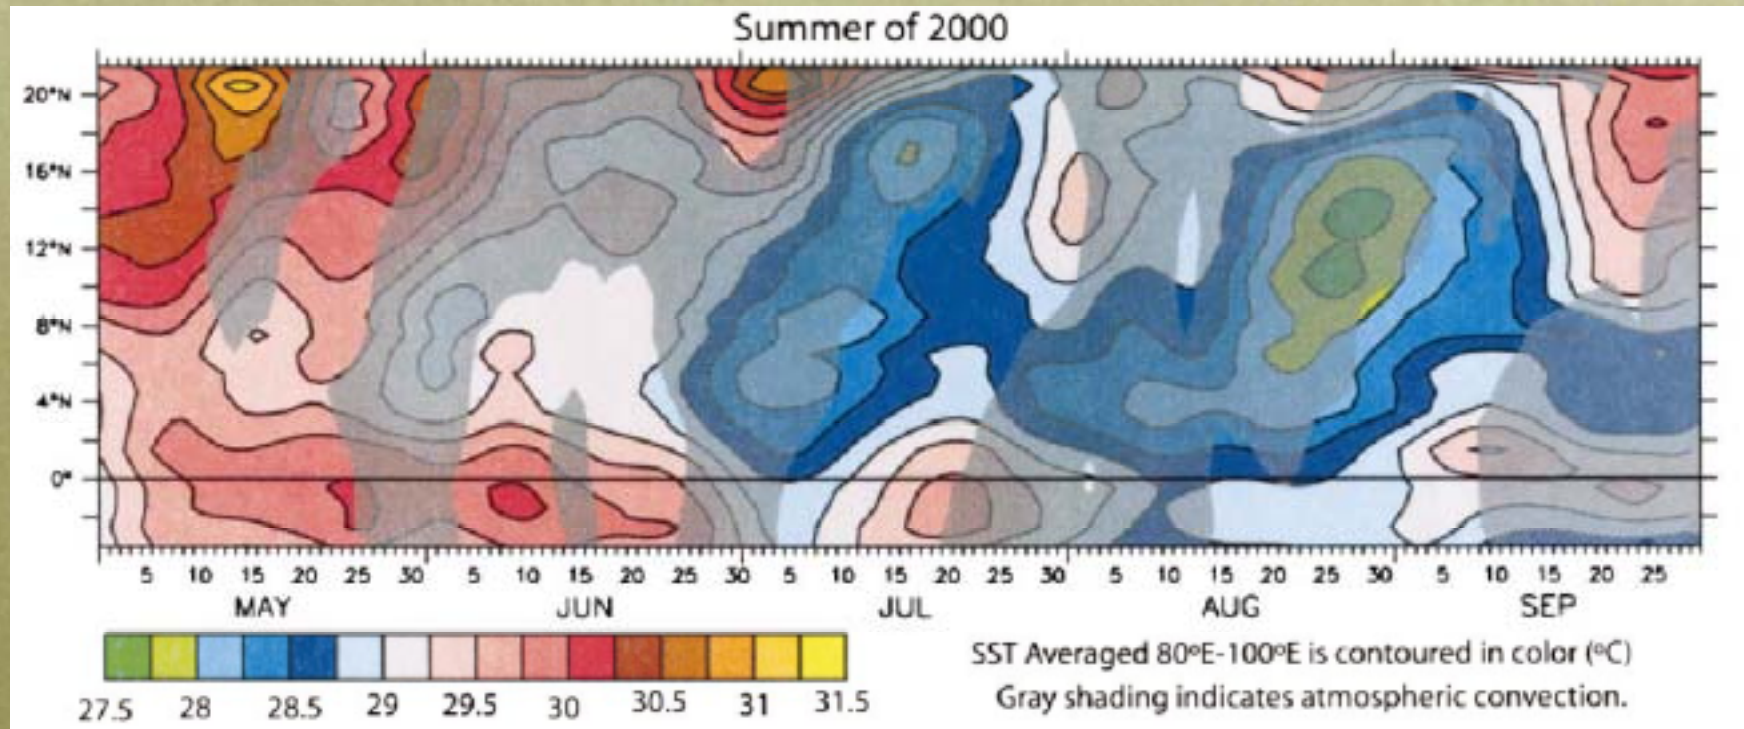 Summer of 2000
20°N
16°N
12°N
8°N
4°N
0°
5 10 15 20 25 30 5 10 15 20 25 30 5 10 15 20 25 30 5 10 15 20 25 30 5 10 15 20 25
MAY JUN JUL AUG SEP
27.5 28 28.5 29 29.5 30 30.5 31 31.5
SST Averaged 80ºE-100ºE is contoured in color (ºC)
Gray shading indicates atmospheric convection.